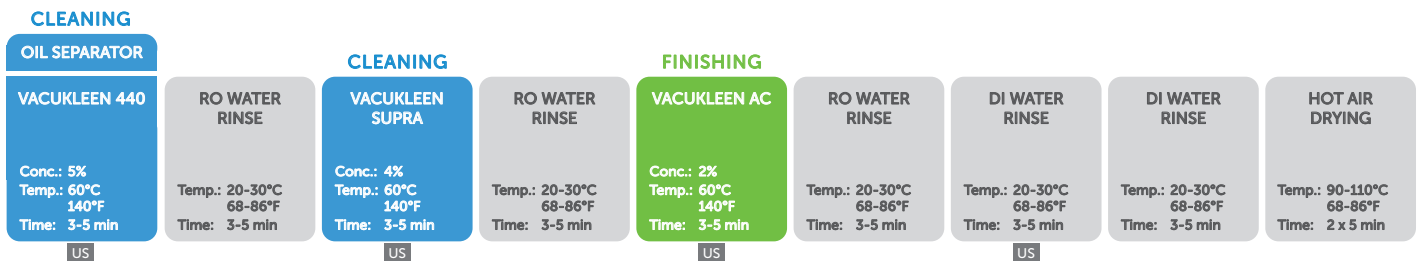 CLEANING
OIL SEPARATOR
VACUKLEEN 440
Conc.: 5%
Temp.: 60°C
140°F
Time: 3-5 min
US
RO WATER
RINSE
Temp.: 20-30°C
68-86°F
Time: 3-5 min
CLEANING
VACUKLEEN
SUPRA
Conc.: 4%
Temp.: 60°C
140°F
Time: 3-5 min
US
RO WATER
RINSE
Temp.: 20-30°C
68-86°F
Time: 3-5 min
FINISHING
VACUKLEEN AC
Conc.: 2%
Temp.: 60°C
140°F
Time: 3-5 min
US
RO WATER
RINSE
Temp.: 20-30°C
68-86°F
Time: 3-5 min
DI WATER
RINSE
Temp.: 20-30°C
68-86°F
Time: 3-5 min
US
DI WATER
RINSE
Temp.: 20-30°C
68-86°F
Time: 3-5 min
HOT AIR
DRYING
Temp.: 90-110°C
68-86°F
Time: 2 x 5 min